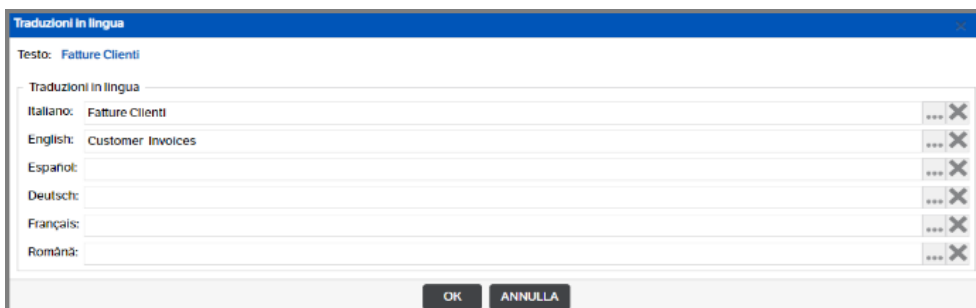 Traduzioni in lingua
Testo: Fatture Clienti
Traduzioni in lingua
Italiano: Fatture Clienti
English: Customer Invoices
Español:
Deutsch:
Français:
Română:
OK ANNULLA